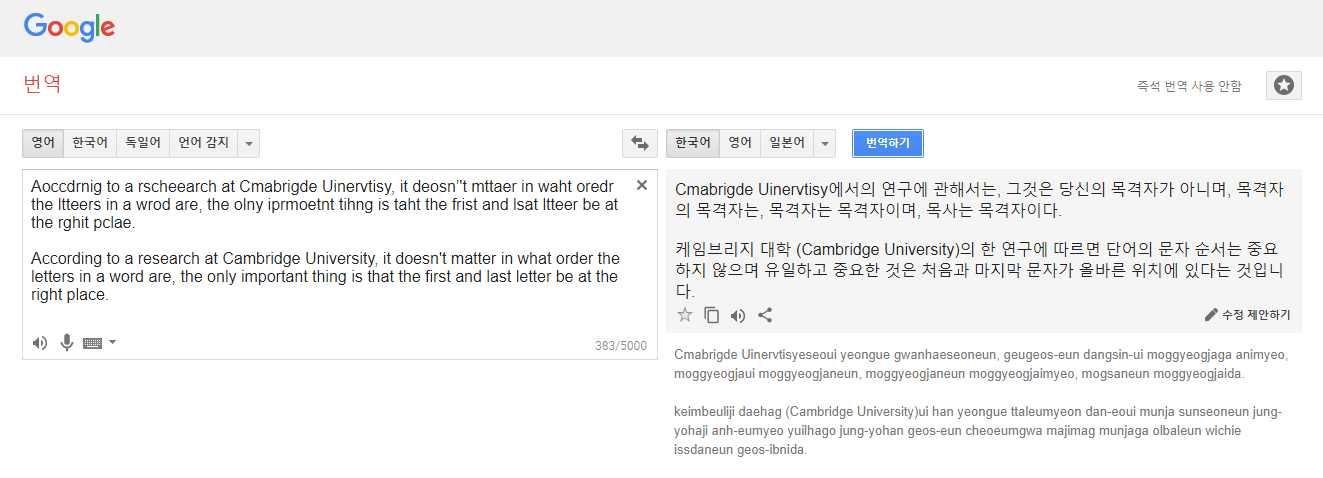 Google
번역
즉석 번역 사용 안함
영어 한국어 독일어 언어 감지
한국어 영어 일본어 번역하기
Aoccdrnig to a rscheearch at Cmabrigde Uinervtisy, it deosn''t mttaer in waht oredr
the ltteers in a wrod are, the olny iprmoetnt tihng is taht the frist and lsat ltteer be at
the rghit pclae.
According to a research at Cambridge University, it doesn't matter in what order the
letters in a word are, the only important thing is that the first and last letter be at the
right place.
383/5000
Cmabrigde Uinervtisy에서의 연구에 관해서는, 그것은 당신의 목격자가 아니며, 목격자
의 목격자는, 목격자는 목격자이며, 목사는 목격자이다.
케임브리지 대학 (Cambridge University)의 한 연구에 따르면 단어의 문자 순서는 중요
하지 않으며 유일하고 중요한 것은 처음과 마지막 문자가 올바른 위치에 있다는 것입니
다.
수정 제안하기
Cmabrigde Uinervtisyeseoui yeongue gwanhaeseoneun, geugeos-eun dangsin-ui moggyeogjaga animyeo,
moggyeogjaui moggyeogjaneun, moggyeogjaneun moggyeogjaimyeo, mogsaneun moggyeogjaida.
keimbeuliji daehag (Cambridge University)ui han yeongue ttaleumyeon dan-eoui munja sunseoneun jung-
yohaji anh-eumyeo yuilhago jung-yohan geos-eun cheoeumgwa majimag munjaga olbaleun wichie
issdaneun geos-ibnida.